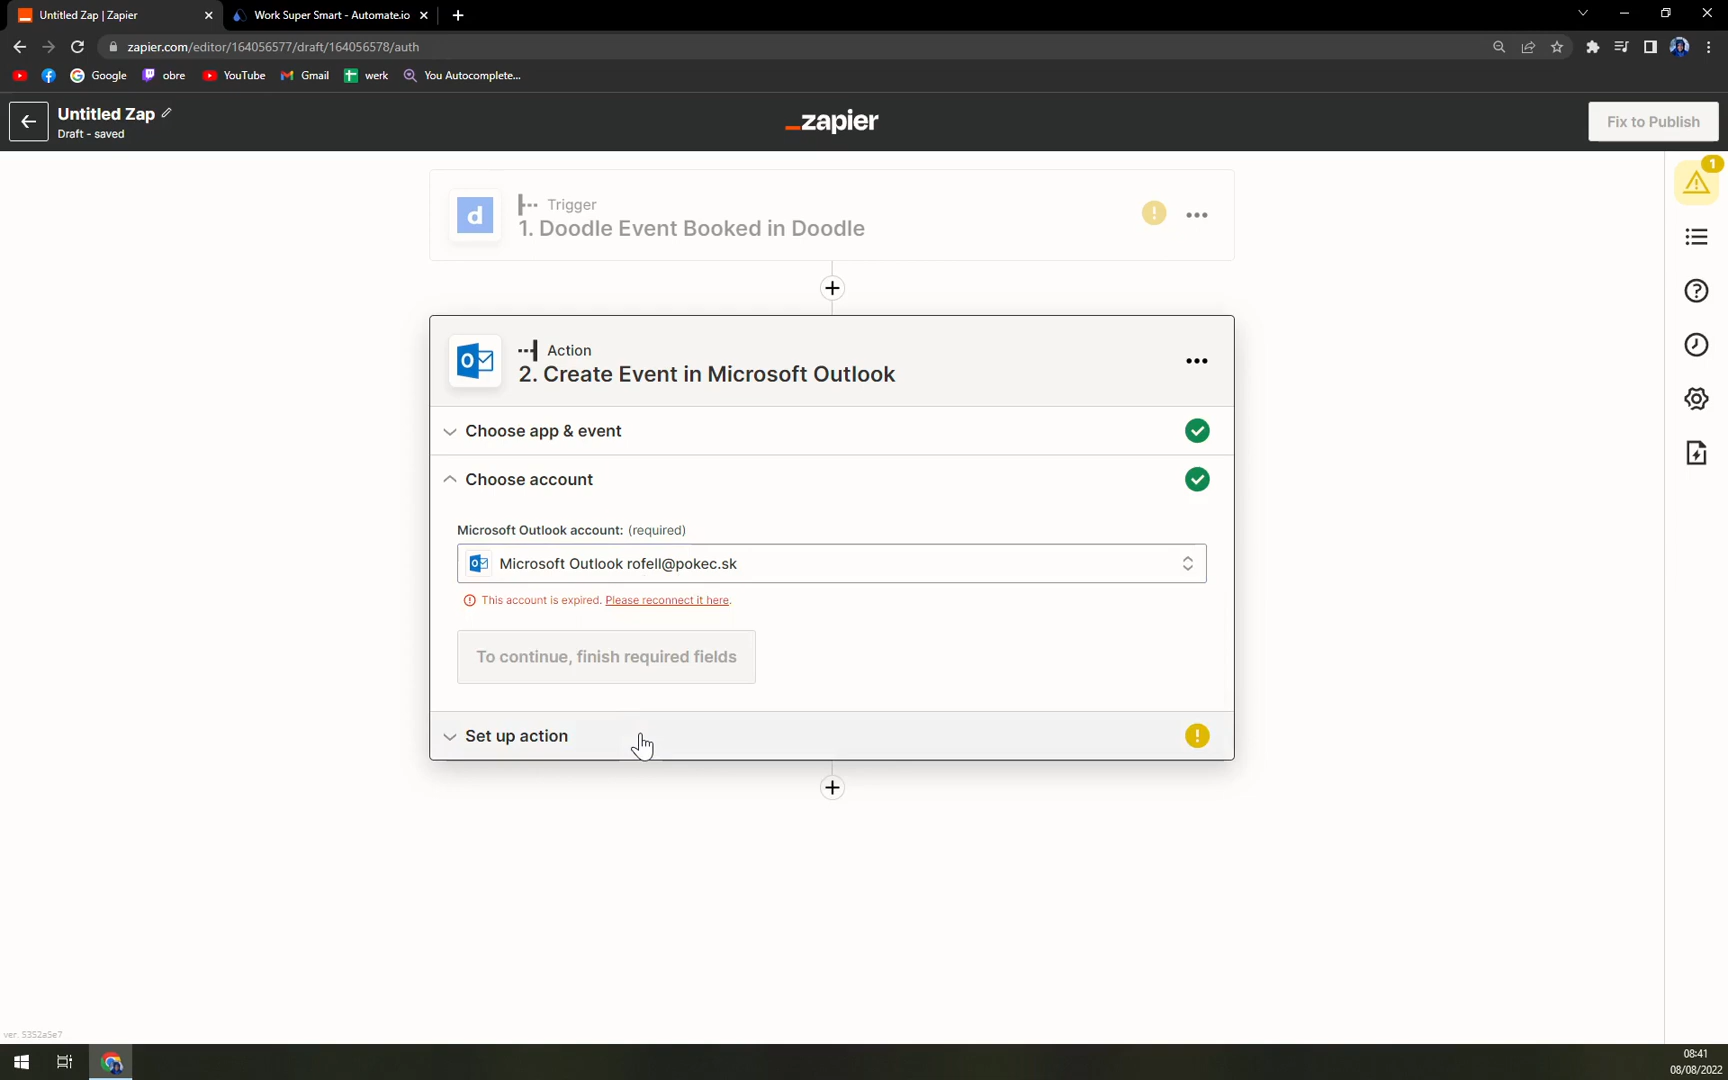 Untitled Zap | Zapier
Work Super Smart - Automate.io
zapier.com/editor/164056577/draft/164056578/auth
Google
obre
YouTube
Gmail
werk
You Autocomplete...
Untitled Zap
Draft - saved
_zapier
Fix to Publish
1
d
Trigger
1. Doodle Event Booked in Doodle
Action
2. Create Event in Microsoft Outlook
Choose app & event
Choose account
Microsoft Outlook account: (required)
Microsoft Outlook rofell@pokec.sk
This account is expired. Please reconnect it here.
To continue, finish required fields
Set up action
ver. 5352a5e7
08:41
08/08/2022